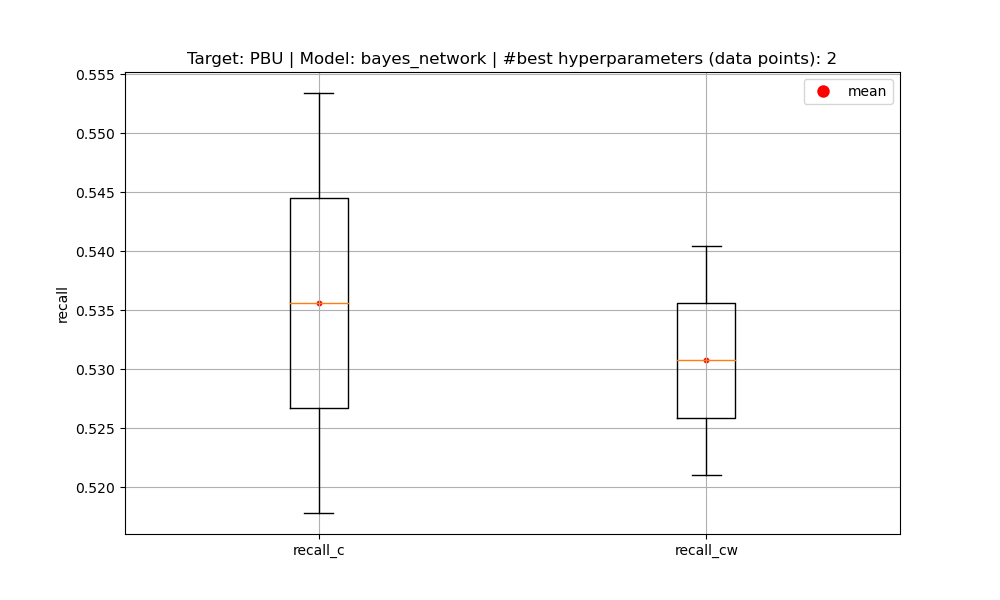 Target: PBU | Model: bayes_network | #best hyperparameters (data points): 2
mean
0.555
0.550
0.545
0.540
0.535
0.530
0.525
0.520
recall
recall_c
recall_cw